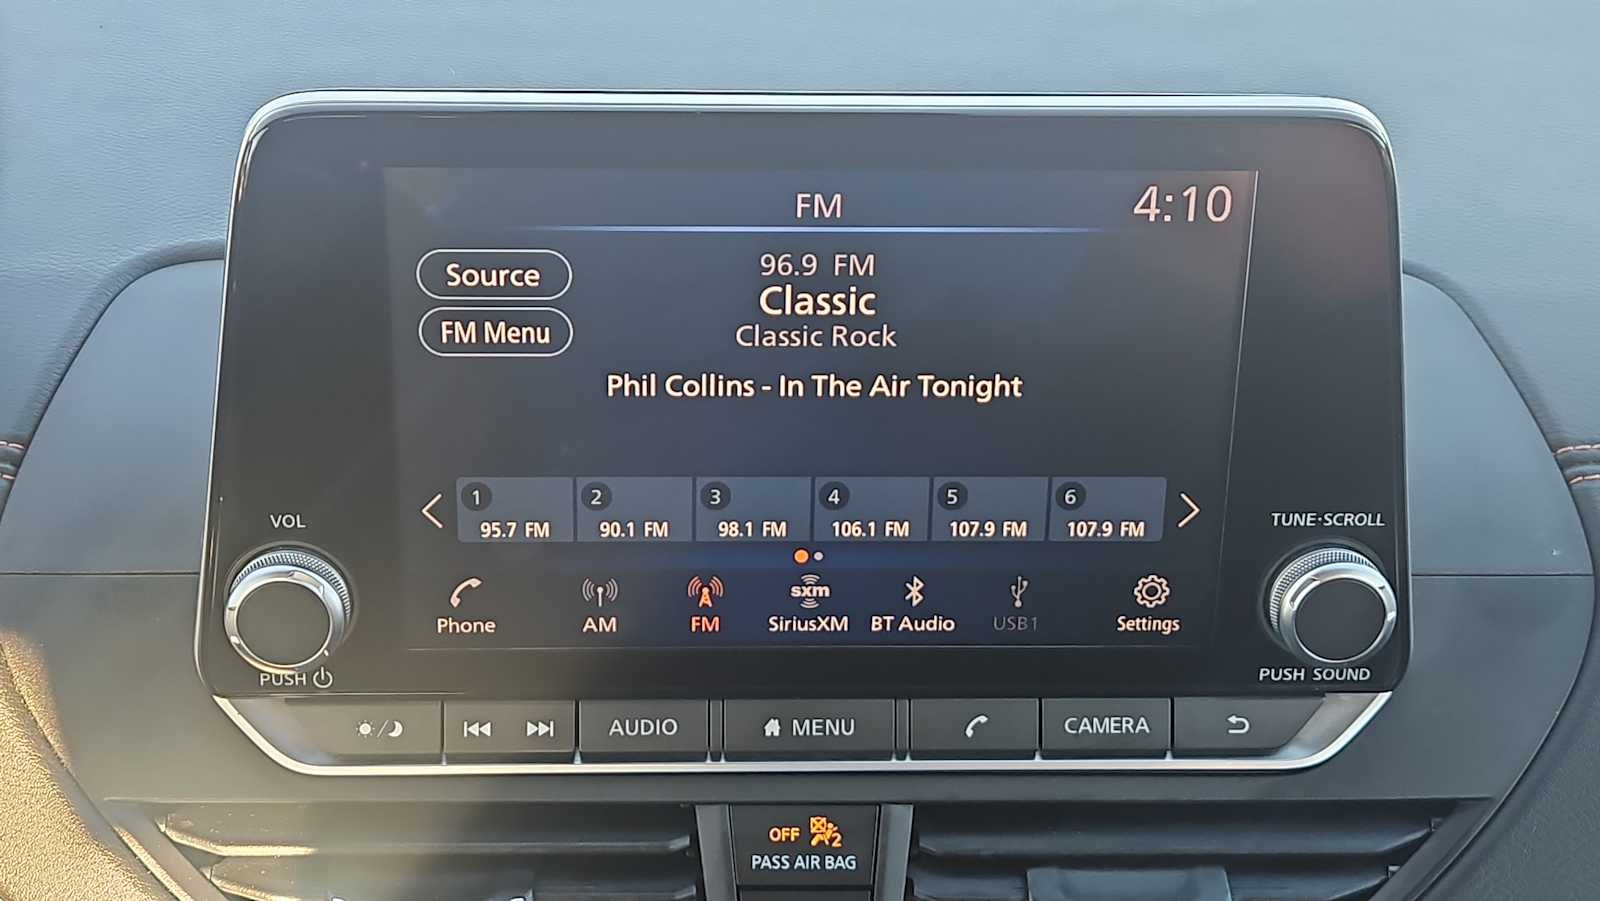 FM 4:10
Source
FM Menu
96.9 FM
Classic
Classic Rock
Phil Collins - In The Air Tonight
1 2 3 4 5 6
95.7 FM 90.1 FM 98.1 FM 106.1 FM 107.9 FM 107.9 FM
sxm
Phone AM FM SiriusXM BT Audio USB1 Settings
VOL
PUSH
TUNE·SCROLL
PUSH SOUND
AUDIO MENU CAMERA
OFF 2
PASS AIR BAG